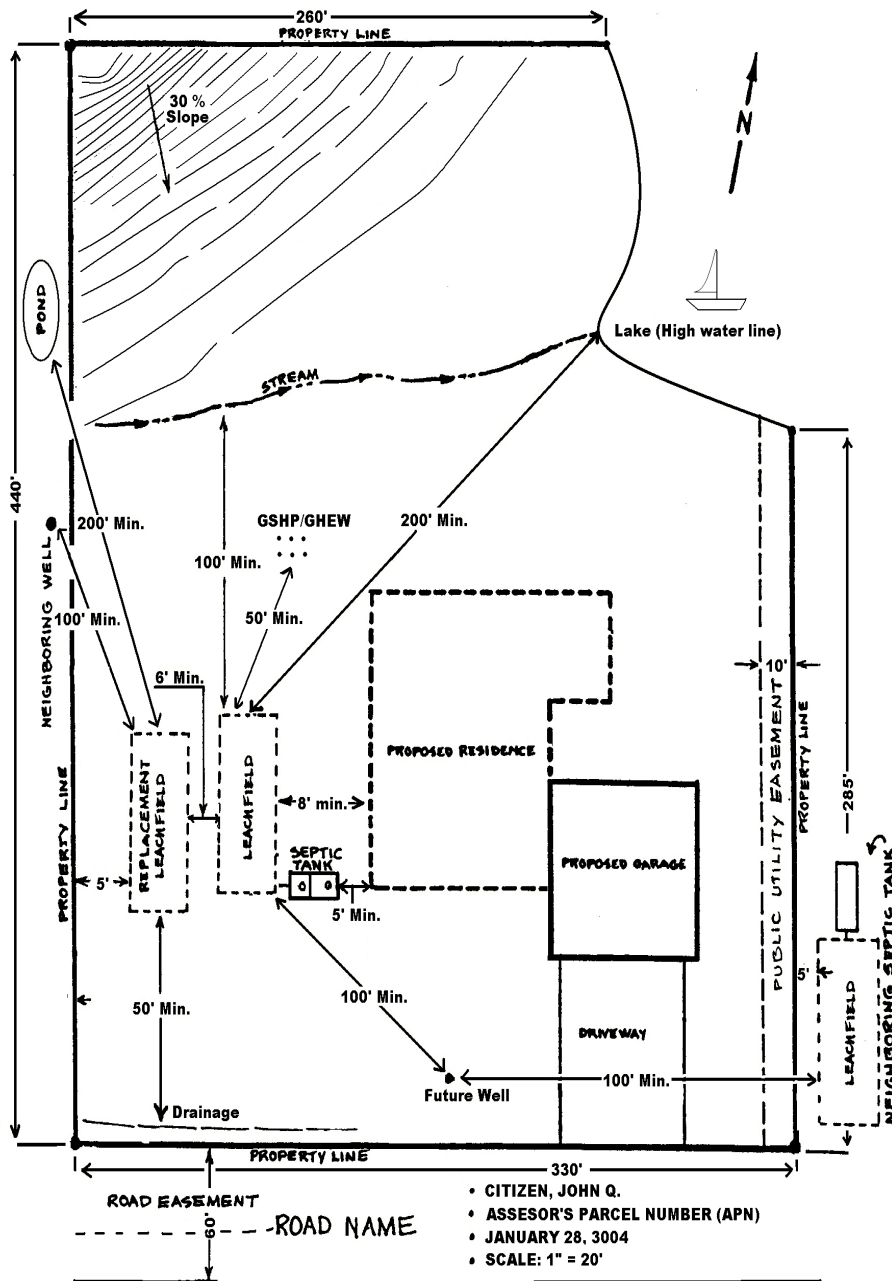 260'
PROPERTY LINE
30 %
Slope
N
POND
Lake (High water line)
STREAM
440'
NEIGHBORING WELL
200' Min.
100' Min.
100' Min.
GSHP/GHEW
50' Min.
200' Min.
6' Min.
10'
PROPERTY LINE
PROPERTY LINE
REPLACEMENT
LEACHFIELD
LEACHFIELD
8' min.
PROPOSED RESIDENCE
PUBLIC UTILITY EASEMENT
285'
SEPTIC
TANK
5'
5' Min.
PROPOSED GARAGE
NEIGHBORING SEPTIC TANK
5'
LEACHFIELD
50' Min.
100' Min.
DRIVEWAY
Future Well
100' Min.
Drainage
PROPERTY LINE
330'
ROAD EASEMENT
60'
ROAD NAME
• CITIZEN, JOHN Q.
• ASSESOR'S PARCEL NUMBER (APN)
• JANUARY 28, 3004
• SCALE: 1" = 20'